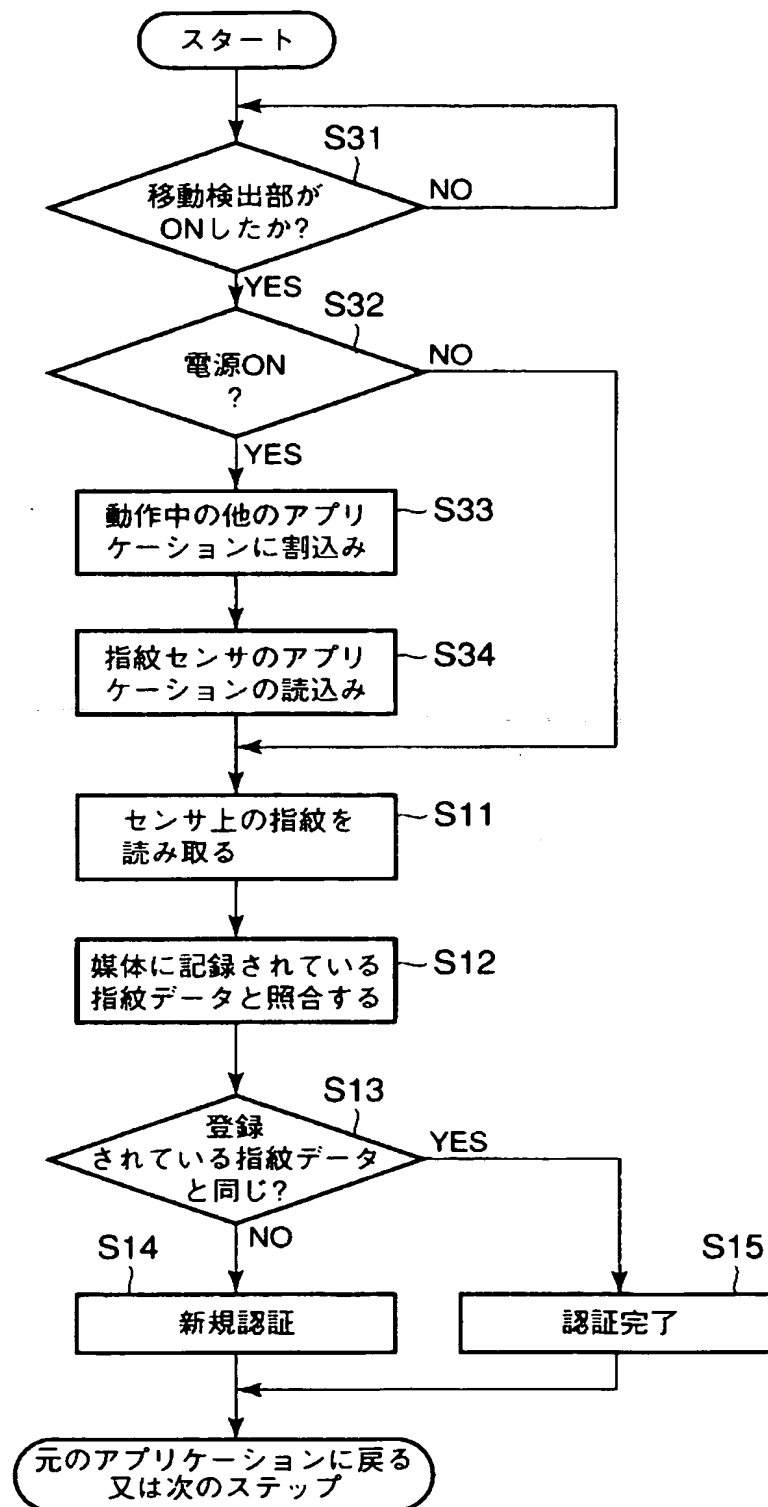 スタート
S31
移動検出部が
ONしたか?
NO
YES
S32
電源ON
?
NO
YES
動作中の他のアプリ
ケーションに割込み
S33
指紋センサのアプリ
ケーションの読込み
S34
センサ上の指紋を
読み取る
S11
媒体に記録されている
指紋データと照合する
S12
S13
登録
されている指紋データ
と同じ?
YES
NO
S14
新規認証
S15
認証完了
元のアプリケーションに戻る
又は次のステップ